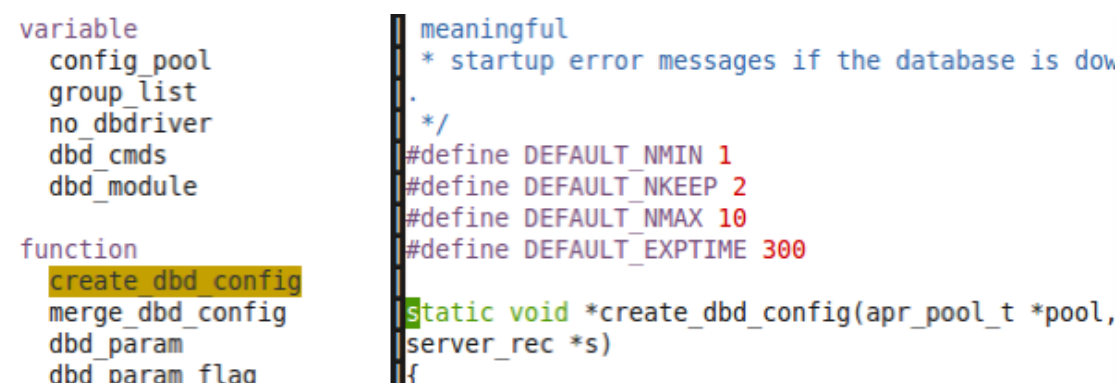 variable
config_pool
group_list
no_dbdriver
dbd_cmds
dbd_module
function
create_dbd_config
merge_dbd_config
dbd_param
dbd_param_flag
meaningful
* startup error messages if the database is dow
.
*/
#define DEFAULT_NMIN 1
#define DEFAULT_NKEEP 2
#define DEFAULT_NMAX 10
#define DEFAULT_EXPTIME 300
static void *create_dbd_config(apr_pool_t *pool,
server_rec *s)
{